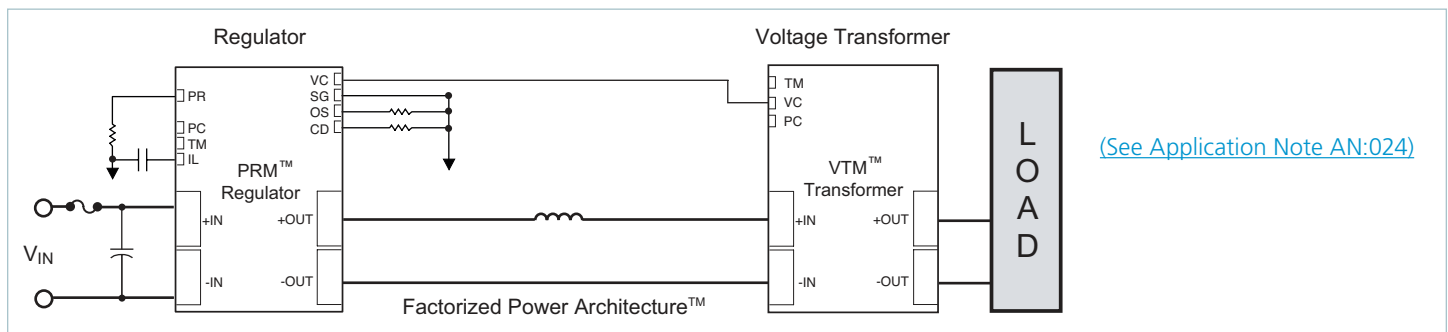 Regulator
Voltage Transformer
PR
PC
TM
IL
VC
SG
OS
CD
PRM™
Regulator
+IN
-IN
+OUT
-OUT
VIN
Factorized Power Architecture™
TM
VC
PC
VTM™
Transformer
+IN
-IN
+OUT
-OUT
LOAD
(See Application Note AN:024)